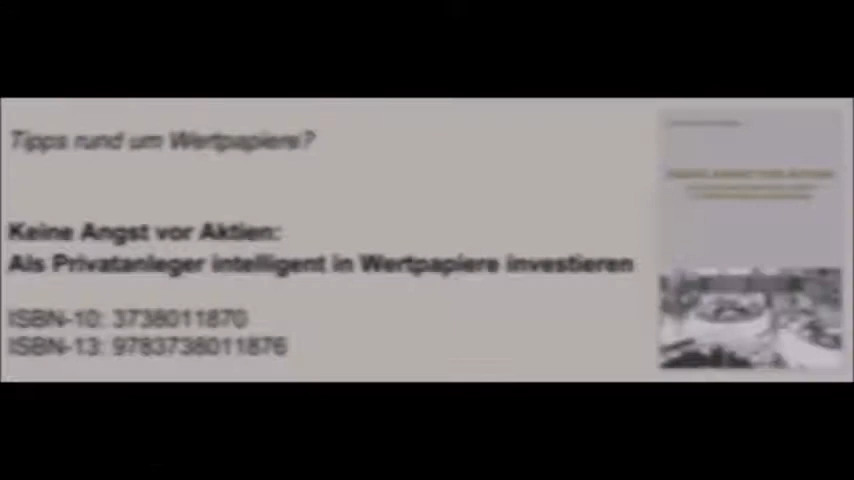 Tipps rund um Wertpapiere?
Keine Angst vor Aktien:
Als Privatanleger intelligent in Wertpapiere investieren
ISBN-10: 3738011870
ISBN-13: 9783738011876